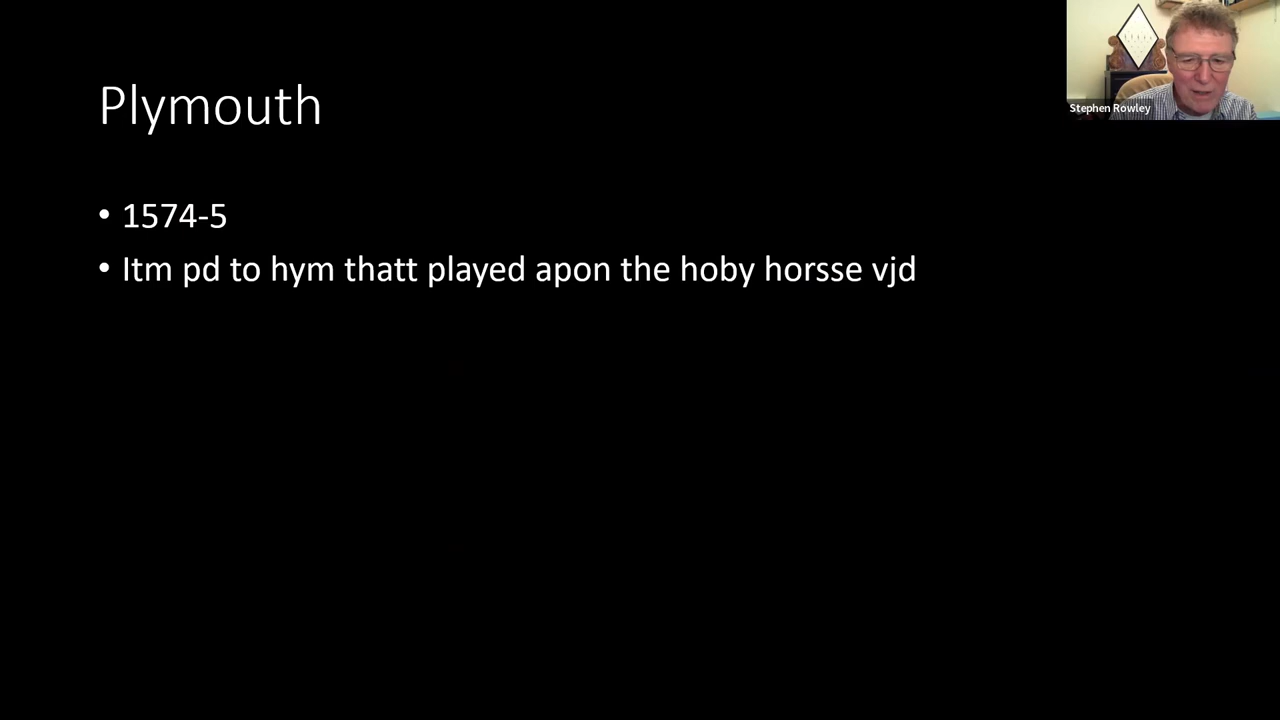 Plymouth
• 1574-5
• Itm pd to hym thatt played apon the hoby horsse vjd
Stephen Rowley